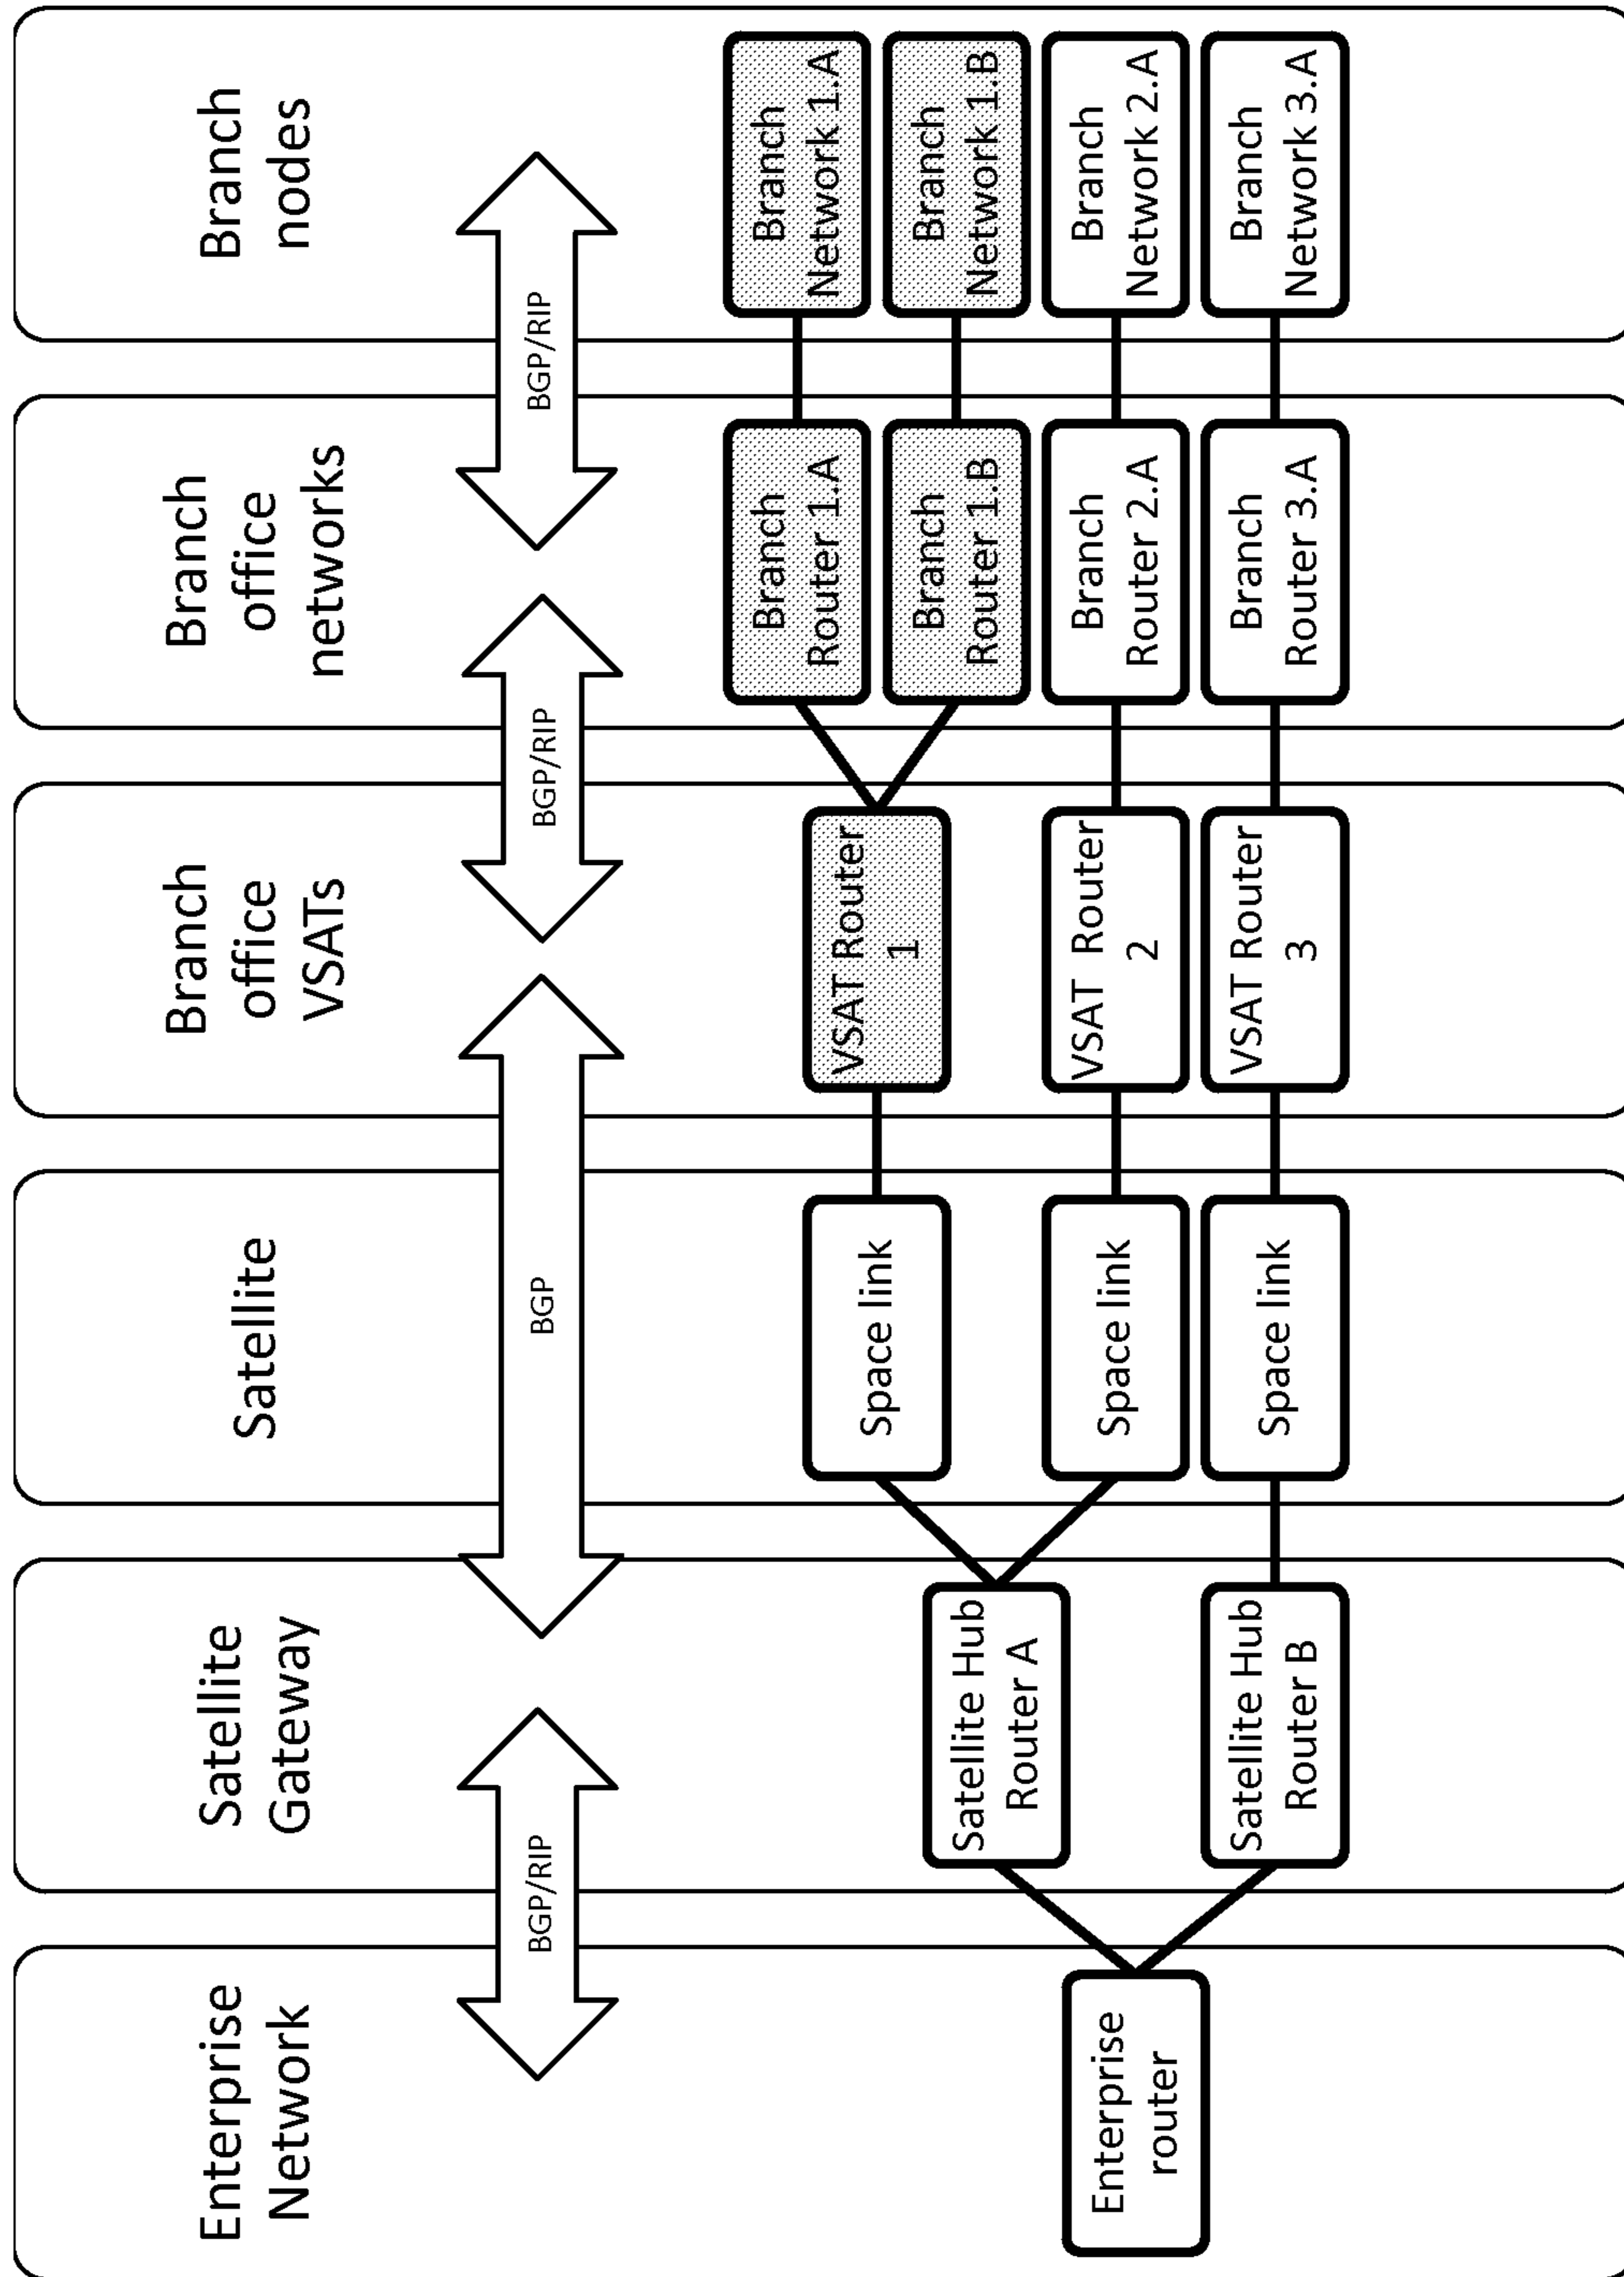 Enterprise
Network
Satellite
Gateway
Satellite
Branch
office
VSATs
Branch
office
networks
Branch
nodes
BGP/RIP
BGP
BGP/RIP
BGP/RIP
Enterprise
router
Satellite Hub
Router A
Satellite Hub
Router B
Space link
Space link
Space link
VSAT Router
1
VSAT Router
2
VSAT Router
3
Branch
Router 1.A
Branch
Router 1.B
Branch
Router 2.A
Branch
Router 3.A
Branch
Network 1.A
Branch
Network 1.B
Branch
Network 2.A
Branch
Network 3.A